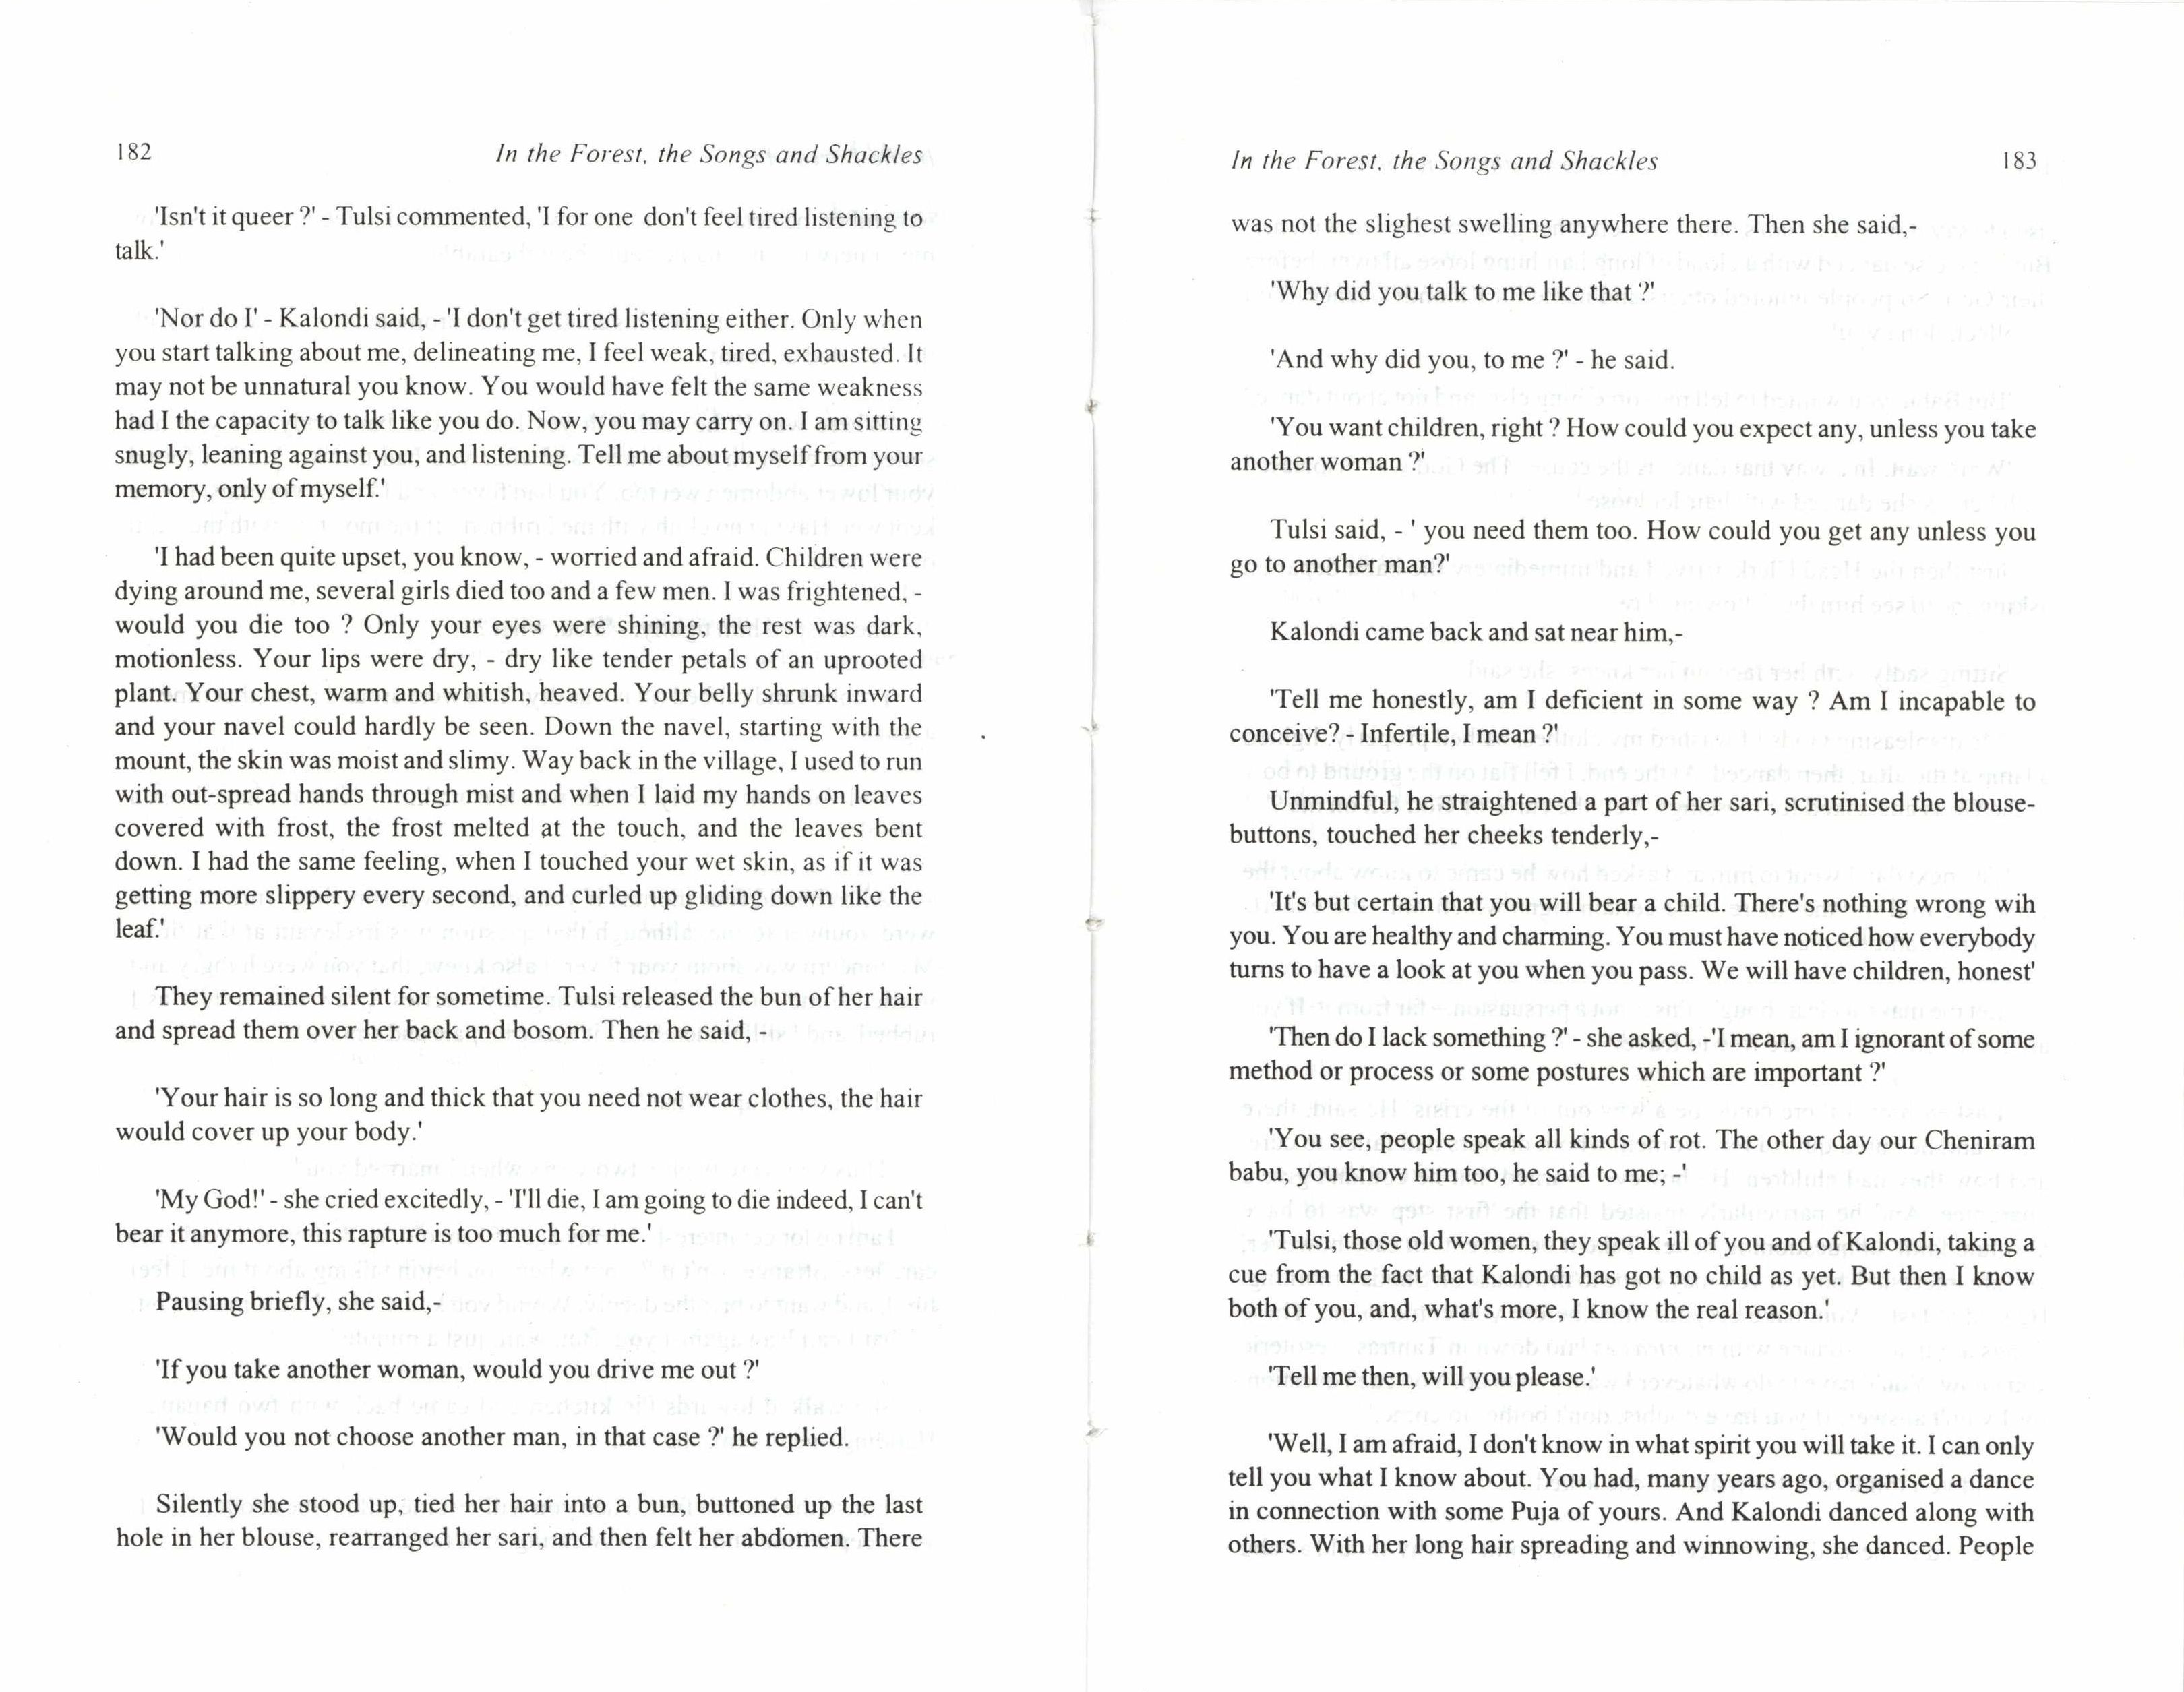 182
In the Forest, the Songs and Shackles
'Isn't it queer ?' - Tulsi commented, 'I for one don't feel tired listening to
talk.'
'Nor do I' - Kalondi said, - 'I don't get tired listening either. Only when
you start talking about me, delineating me, I feel weak, tired, exhausted. It
may not be unnatural you know. You would have felt the same weakness
had I the capacity to talk like you do. Now, you may carry on. I am sitting
snugly, leaning against you, and listening. Tell me about myself from your
memory, only of myself.'
'I had been quite upset, you know, - worried and afraid. Children were
dying around me, several girls died too and a few men. I was frightened, -
would you die too ? Only your eyes were shining, the rest was dark,
motionless. Your lips were dry, - dry like tender petals of an uprooted
plant. Your chest, warm and whitish, heaved. Your belly shrunk inward
and your navel could hardly be seen. Down the navel, starting with the
mount, the skin was moist and slimy. Way back in the village, I used to run
with out-spread hands through mist and when I laid my hands on leaves
covered with frost, the frost melted at the touch, and the leaves bent
down. I had the same feeling, when I touched your wet skin, as if it was
getting more slippery every second, and curled up gliding down like the
leaf.'
They remained silent for sometime. Tulsi released the bun of her hair
and spread them over her back and bosom. Then he said, -
'Your hair is so long and thick that you need not wear clothes, the hair
would cover up your body.'
'My God!' - she cried excitedly, - 'I'll die, I am going to die indeed, I can't
bear it anymore, this rapture is too much for me.'
Pausing briefly, she said,-
'If you take another woman, would you drive me out ?'
'Would you not choose another man, in that case ?' he replied.
Silently she stood up, tied her hair into a bun, buttoned up the last
hole in her blouse, rearranged her sari, and then felt her abdomen. There
In the Forest, the Songs and Shackles
183
was not the slighest swelling anywhere there. Then she said,-
'Why did you talk to me like that ?'
'And why did you, to me ?' - he said.
'You want children, right ? How could you expect any, unless you take
another woman ?'
Tulsi said, - ' you need them too. How could you get any unless you
go to another man?'
Kalondi came back and sat near him,-
'Tell me honestly, am I deficient in some way ? Am I incapable to
conceive? - Infertile, I mean ?'
Unmindful, he straightened a part of her sari, scrutinised the blouse-
buttons, touched her cheeks tenderly,-
'It's but certain that you will bear a child. There's nothing wrong wih
you. You are healthy and charming. You must have noticed how everybody
turns to have a look at you when you pass. We will have children, honest'
'Then do I lack something ?' - she asked, -'I mean, am I ignorant of some
method or process or some postures which are important ?'
'You see, people speak all kinds of rot. The other day our Cheniram
babu, you know him too, he said to me; -'
'Tulsi, those old women, they speak ill of you and of Kalondi, taking a
cue from the fact that Kalondi has got no child as yet. But then I know
both of you, and, what's more, I know the real reason.'
'Tell me then, will you please.'
'Well, I am afraid, I don't know in what spirit you will take it. I can only
tell you what I know about. You had, many years ago, organised a dance
in connection with some Puja of yours. And Kalondi danced along with
others. With her long hair spreading and winnowing, she danced. People